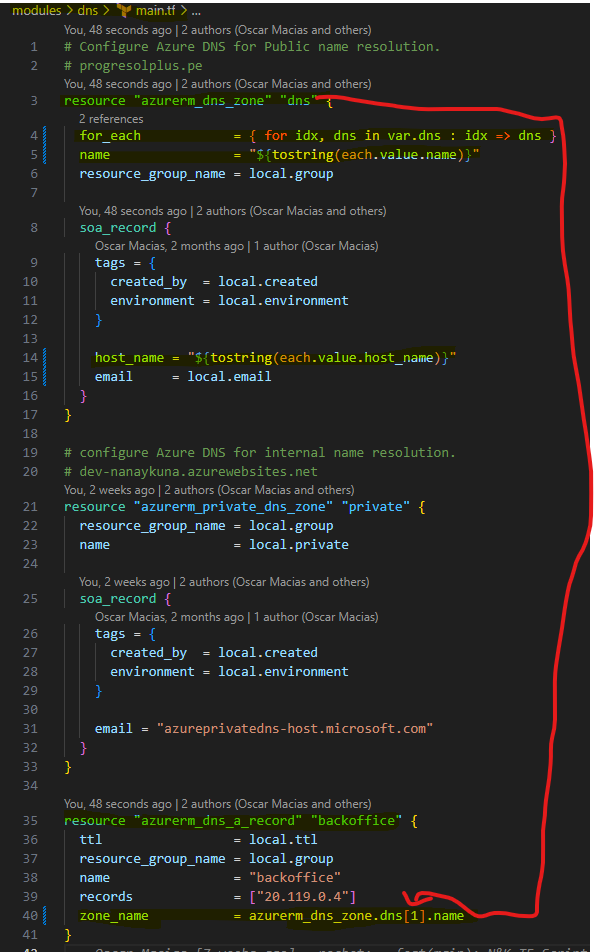 modules > dns > main.tf > ...
You, 48 seconds ago | 2 authors (Oscar Macias and others)
1 # Configure Azure DNS for Public name resolution.
2 # progresolplus.pe
You, 48 seconds ago | 2 authors (Oscar Macias and others)
3 resource "azurerm_dns_zone" "dns" {
2 references
4 for_each = { for idx, dns in var.dns : idx => dns }
5 name = "${tostring(each.value.name)}"
6 resource_group_name = local.group
7
You, 48 seconds ago | 2 authors (Oscar Macias and others)
8 soa_record {
Oscar Macias, 2 months ago | 1 author (Oscar Macias)
9 tags = {
10 created_by = local.created
11 environment = local.environment
12 }
13
14 host_name = "${tostring(each.value.host_name)}"
15 email = local.email
16 }
17 }
18
19 # configure Azure DNS for internal name resolution.
20 # dev-nanaykuna.azurewebsites.net
You, 2 weeks ago | 2 authors (Oscar Macias and others)
21 resource "azurerm_private_dns_zone" "private" {
22 resource_group_name = local.group
23 name = local.private
24
You, 2 weeks ago | 2 authors (Oscar Macias and others)
25 soa_record {
Oscar Macias, 2 months ago | 1 author (Oscar Macias)
26 tags = {
27 created_by = local.created
28 environment = local.environment
29 }
30
31 email = "azureprivatedns-host.microsoft.com"
32 }
33 }
34
You, 48 seconds ago | 2 authors (Oscar Macias and others)
35 resource "azurerm_dns_a_record" "backoffice" {
36 ttl = local.ttl
37 resource_group_name = local.group
38 name = "backoffice"
39 records = ["20.119.0.4"]
40 zone_name = azurerm_dns_zone.dns[1].name
41 }